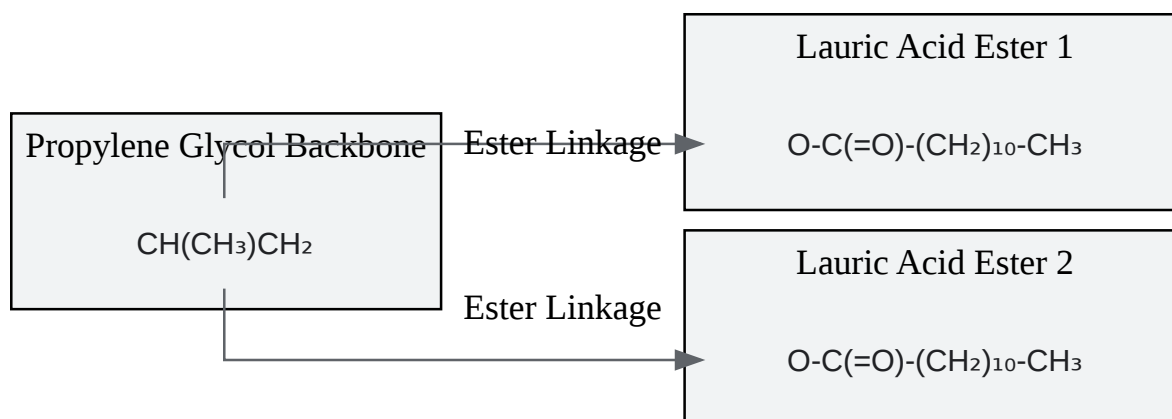 Lauric Acid Ester 1
Propylene Glycol Backbone
Ester Linkage
O-C(=O)-(CH₂)₁₀-CH₃
CH(CH₃)CH₂
Lauric Acid Ester 2
Ester Linkage
O-C(=O)-(CH₂)₁₀-CH₃